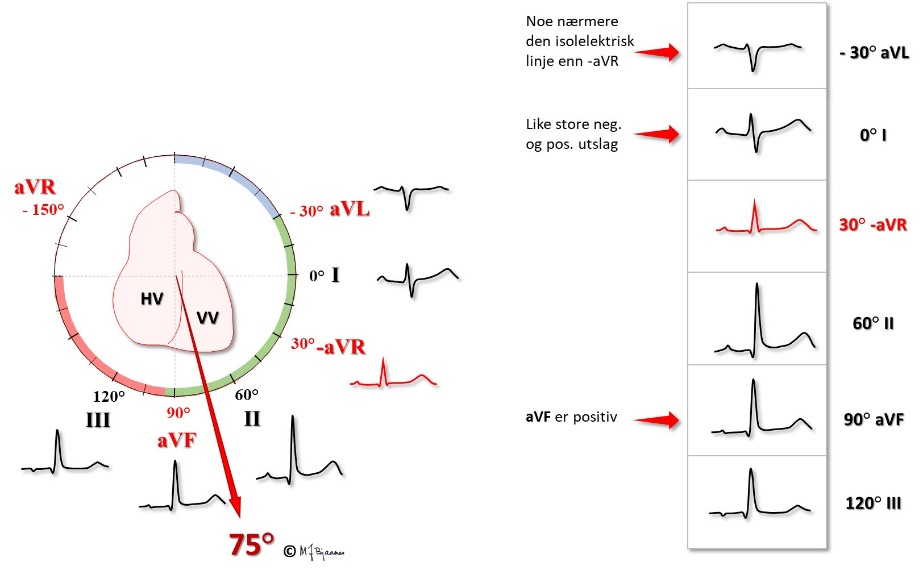 Noe nærmere
den isolelektrisk
linje enn -aVR
- 30° aVL
Like store neg.
og pos. utslag
0° I
30° -aVR
60° II
aVF er positiv
90° aVF
120° III
aVR
- 150°
- 30° aVL
0° I
30° -aVR
60°
II
90°
aVF
120°
III
HV
VV
75°
©